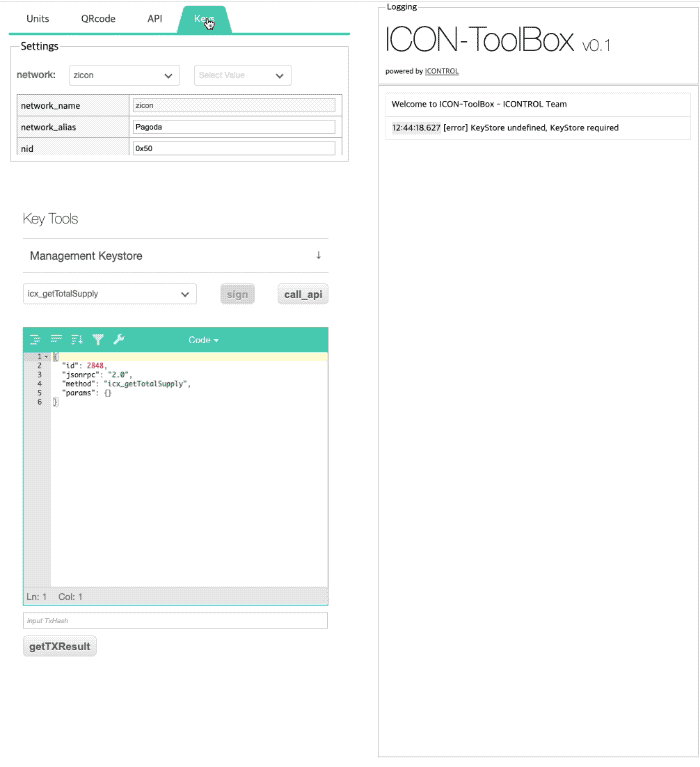 Units QRcode API Keys
Settings
network: zicon Select Value
network_name zicon
network_alias Pagoda
nid 0x50
Key Tools
Management Keystore ↓
icx_getTotalSupply sign call_api
Code
1 {
2 "id": 2848,
3 "jsonrpc": "2.0",
4 "method": "icx_getTotalSupply",
5 "params": {}
6 }
Ln: 1 Col: 1
Input TxHash
getTXResult
Logging
ICON-ToolBox v0.1
powered by ICONTROL
Welcome to ICON-ToolBox - ICONTROL Team
12:44:18.627 [error] KeyStore undefined, KeyStore required